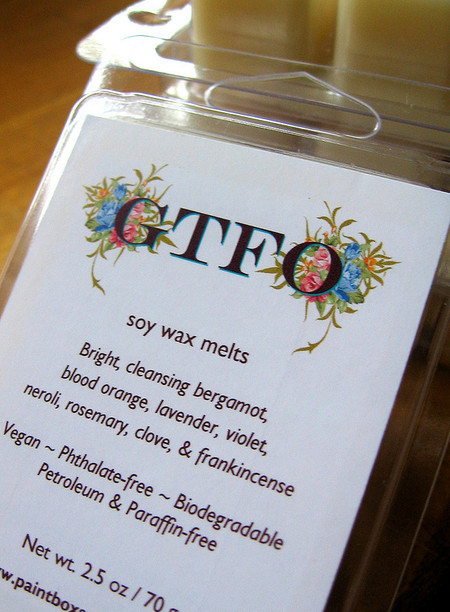 GTFO
soy wax melts
Bright, cleansing bergamot,
blood orange, lavender, violet,
neroli, rosemary, clove, & frankincense
Vegan ~ Phthalate-free ~ Biodegradable
Petroleum & Paraffin-free
Net wt. 2.5 oz / 70 g
w.paintbox